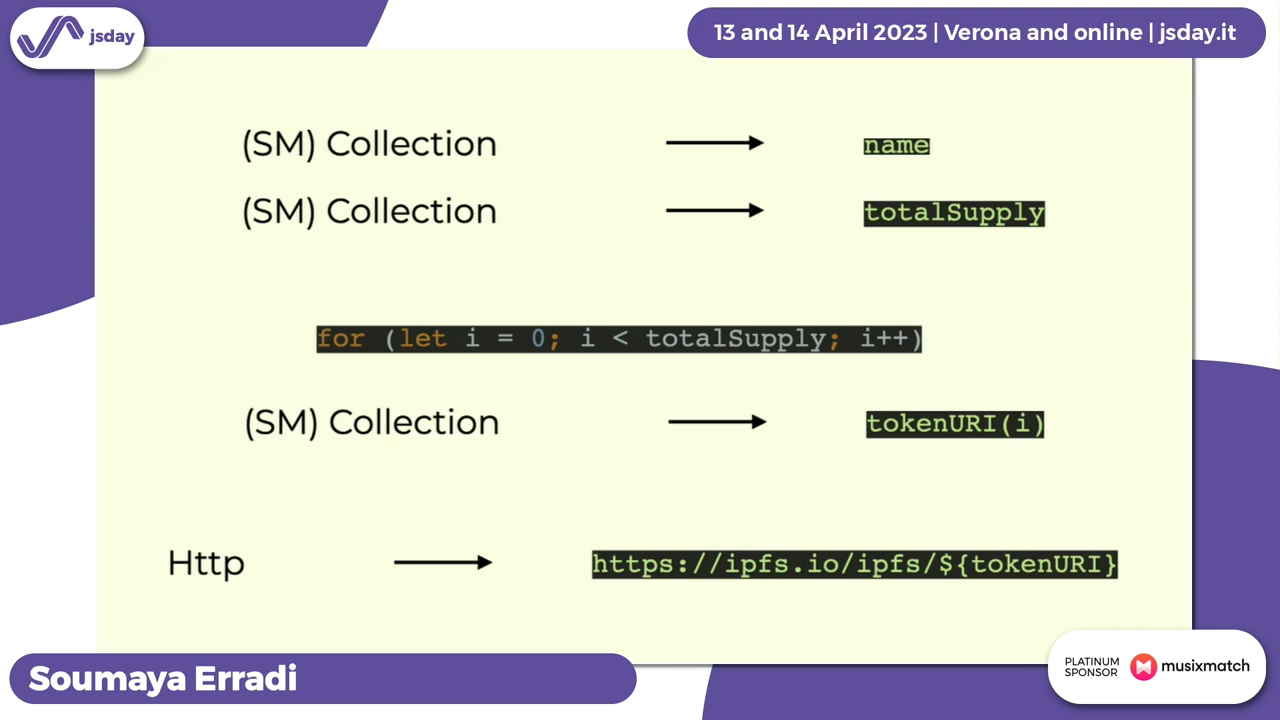 jsday
13 and 14 April 2023 | Verona and online | jsday.it
(SM) Collection name
(SM) Collection totalSupply
for (let i = 0; i < totalSupply; i++)
(SM) Collection tokenURI(i)
Http https://ipfs.io/ipfs/${tokenURI}
Soumaya Erradi
PLATINUM
SPONSOR
musixmatch